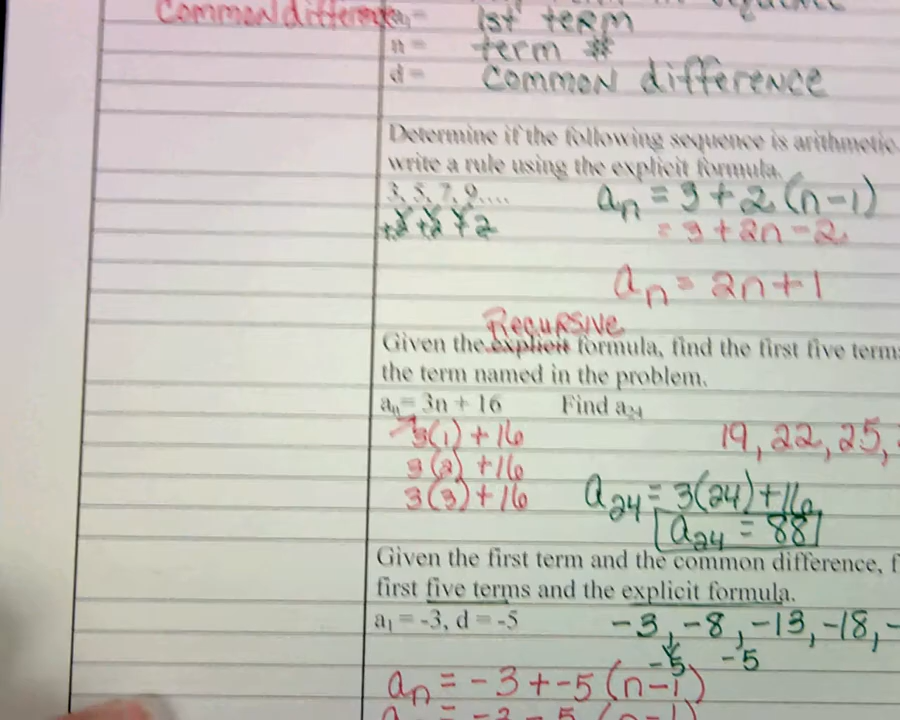 Common difference a₁ = 1st term
n = term #
d = common difference
Determine if the following sequence is arithmetic.
write a rule using the explicit formula.
3, 5, 7, 9.... aₙ = 3 + 2 (n-1)
+2 +2 +2 = 3 + 2n - 2
aₙ = 2n + 1
Recursive
Given the explicit formula, find the first five terms
the term named in the problem.
aₙ = 3n + 16 Find a₂₄
3(1) + 16 19, 22, 25,
3(2) + 16
3(3) + 16 a₂₄ = 3(24) + 16
a₂₄ = 88
Given the first term and the common difference, f
first five terms and the explicit formula.
a₁ = -3, d = -5 -3, -8, -13, -18, -
-5 -5
aₙ = -3 + -5 (n-1)
aₙ = -3 - 5 (n-1)